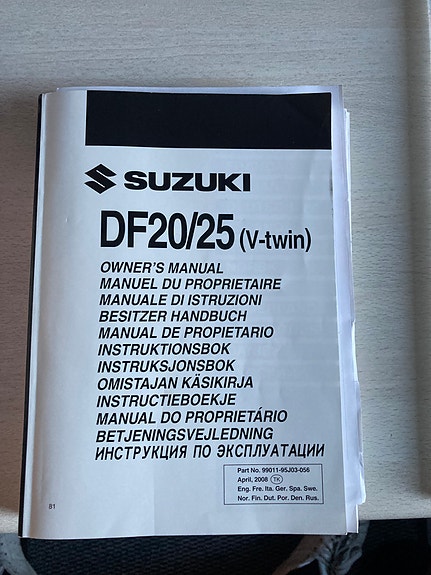 SUZUKI
DF20/25 (V-twin)
OWNER'S MANUAL
MANUEL DU PROPRIETAIRE
MANUALE DI ISTRUZIONI
BESITZER HANDBUCH
MANUAL DE PROPIETARIO
INSTRUKTIONSBOK
INSTRUKSJONSBOK
OMISTAJAN KÄSIKIRJA
INSTRUCTIEBOEKJE
MANUAL DO PROPRIETÁRIO
BETJENINGSVEJLEDNING
ИНСТРУКЦИЯ ПО ЭКСПЛУАТАЦИИ
Part No. 99011-95J03-056
April, 2008 TK
Eng. Fre. Ita. Ger. Spa. Swe.
Nor. Fin. Dut. Por. Den. Rus.
81